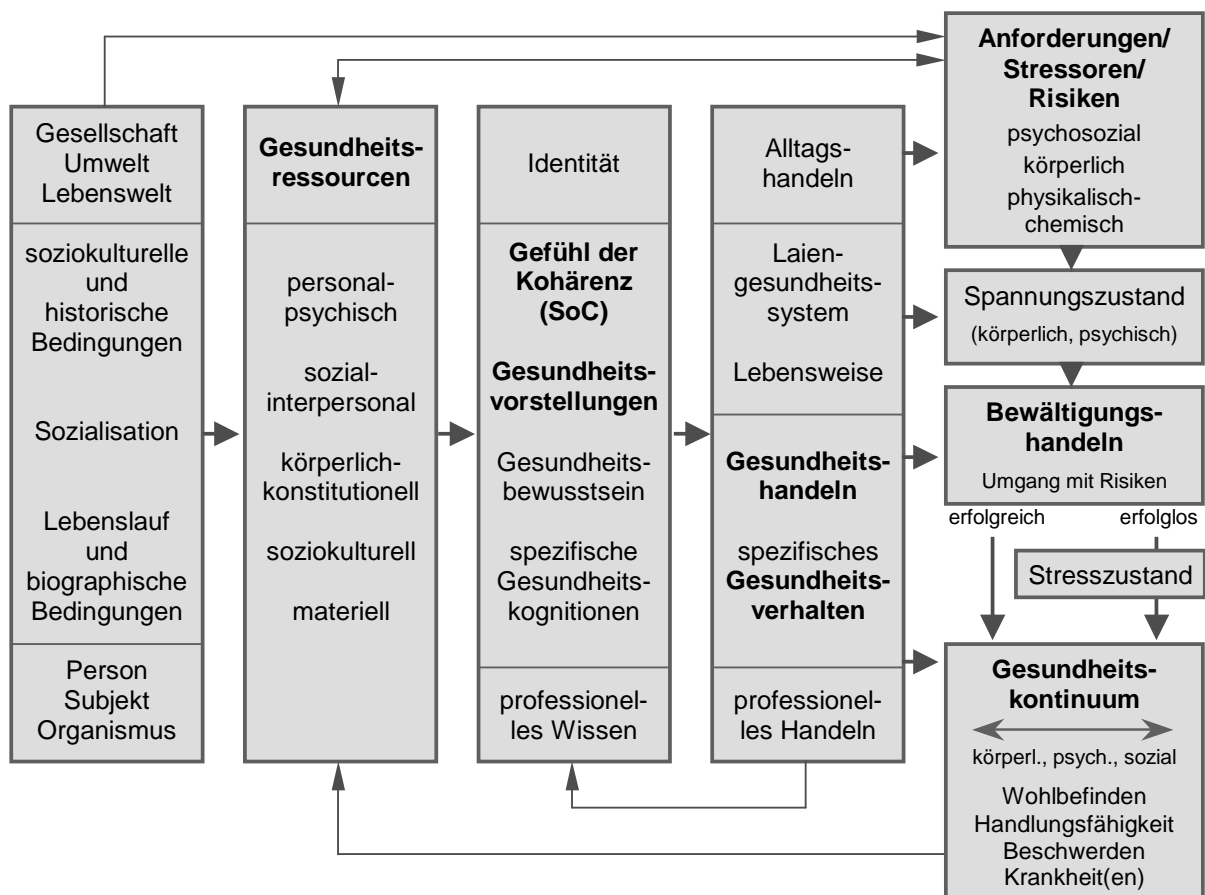 Gesellschaft
Umwelt
Lebenswelt
soziokulturelle
und
historische
Bedingungen
Sozialisation
Lebenslauf
und
biographische
Bedingungen
Person
Subjekt
Organismus
Gesundheits-
ressourcen
personal-
psychisch
sozial-
interpersonal
körperlich-
konstitutionell
soziokulturell
materiell
Identität
Gefühl der
Kohärenz
(SoC)
Gesundheits-
vorstellungen
Gesundheits-
bewusstsein
spezifische
Gesundheits-
kognitionen
professionel-
les Wissen
Alltags-
handeln
Laien-
gesundheits-
system
Lebensweise
Gesundheits-
handeln
spezifisches
Gesundheits-
verhalten
professionel-
les Handeln
Anforderungen/
Stressoren/
Risiken
psychosozial
körperlich
physikalisch-
chemisch
Spannungszustand
(körperlich, psychisch)
Bewältigungs-
handeln
Umgang mit Risiken
erfolgreich
erfolglos
Stresszustand
Gesundheits-
kontinuum
körperl., psych., sozial
Wohlbefinden
Handlungsfähigkeit
Beschwerden
Krankheit(en)